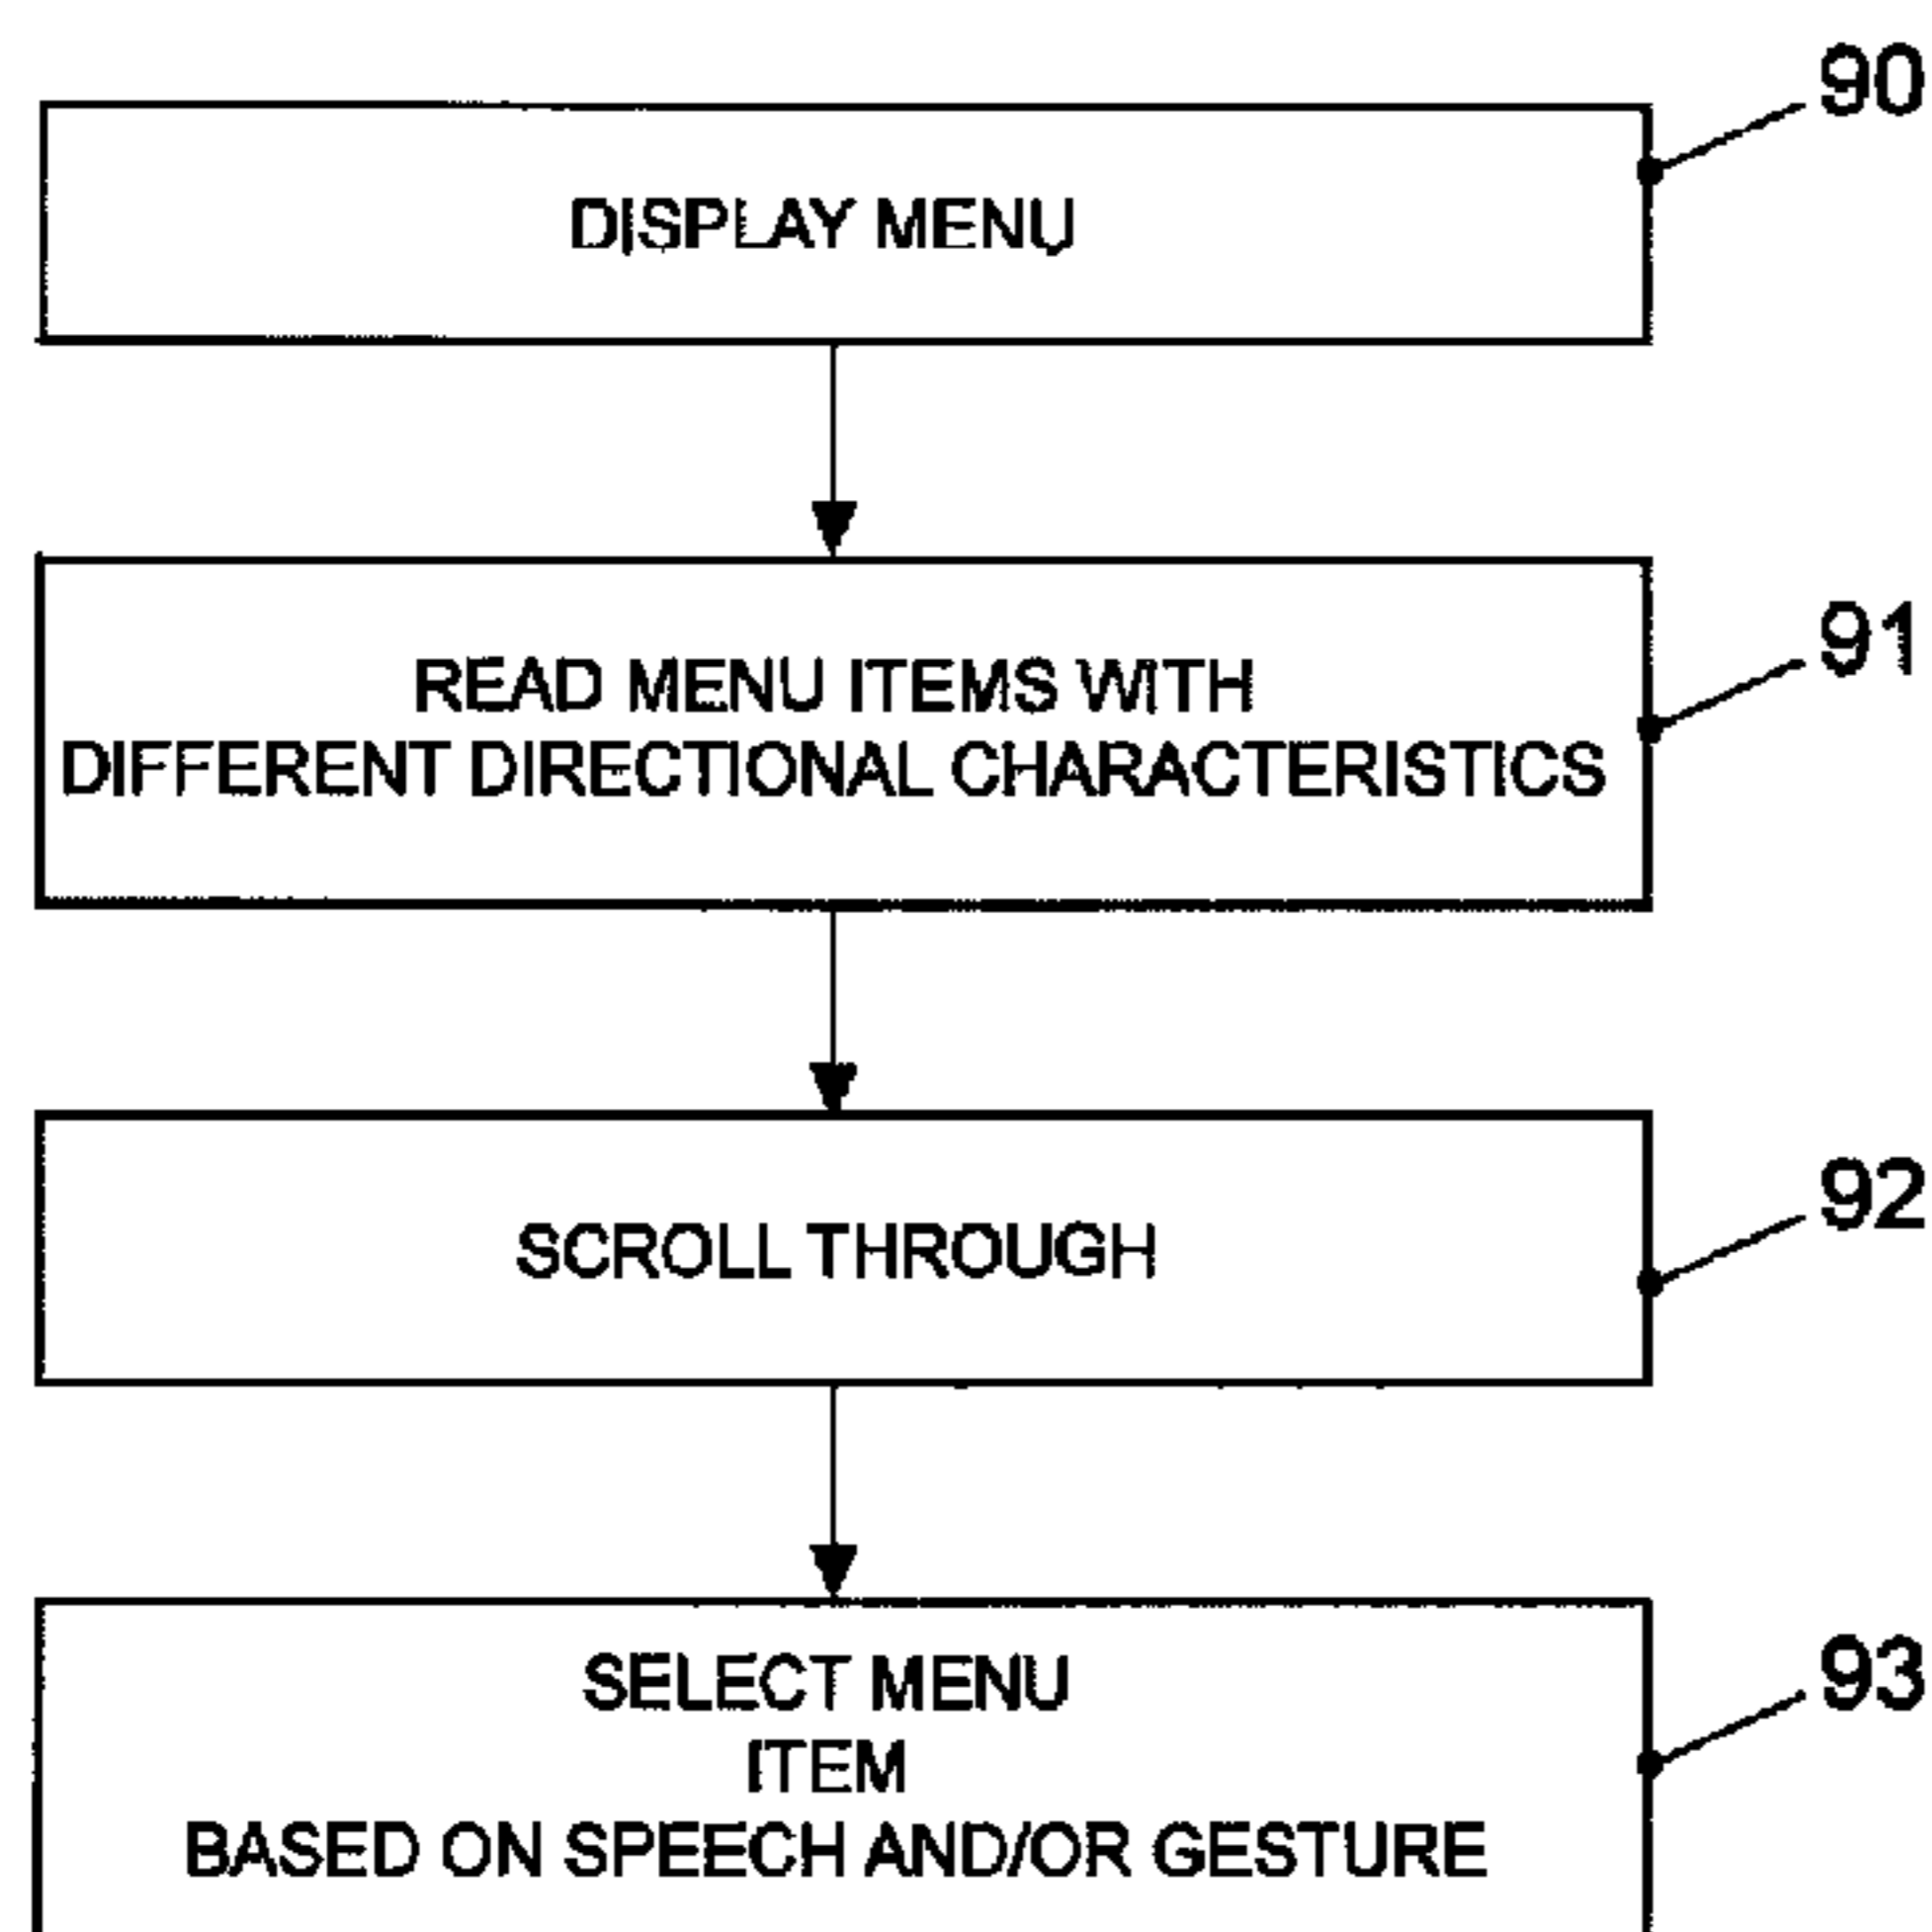 90
DISPLAY MENU
91
READ MENU ITEMS WITH
DIFFERENT DIRECTIONAL CHARACTERISTICS
92
SCROLL THROUGH
93
SELECT MENU
ITEM
BASED ON SPEECH AND/OR GESTURE